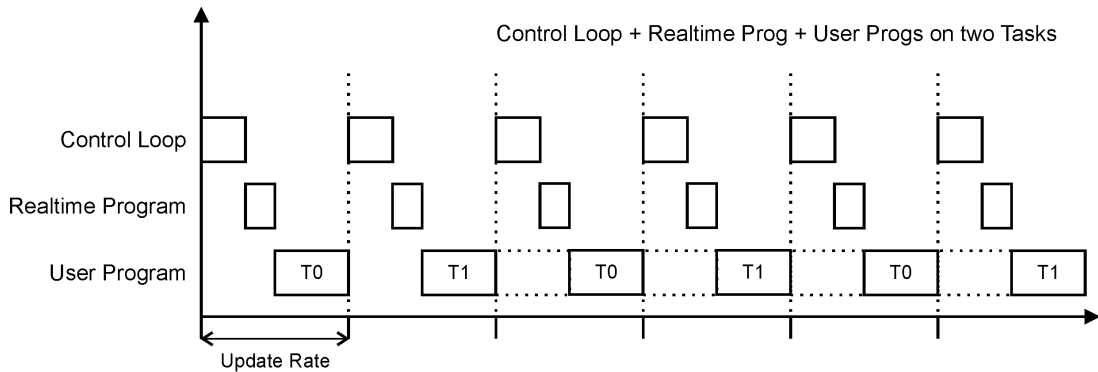 Control Loop + Realtime Prog + User Progs on two Tasks
Control Loop
Realtime Program
User Program
T0
T1
T0
T1
T0
T1
Update Rate